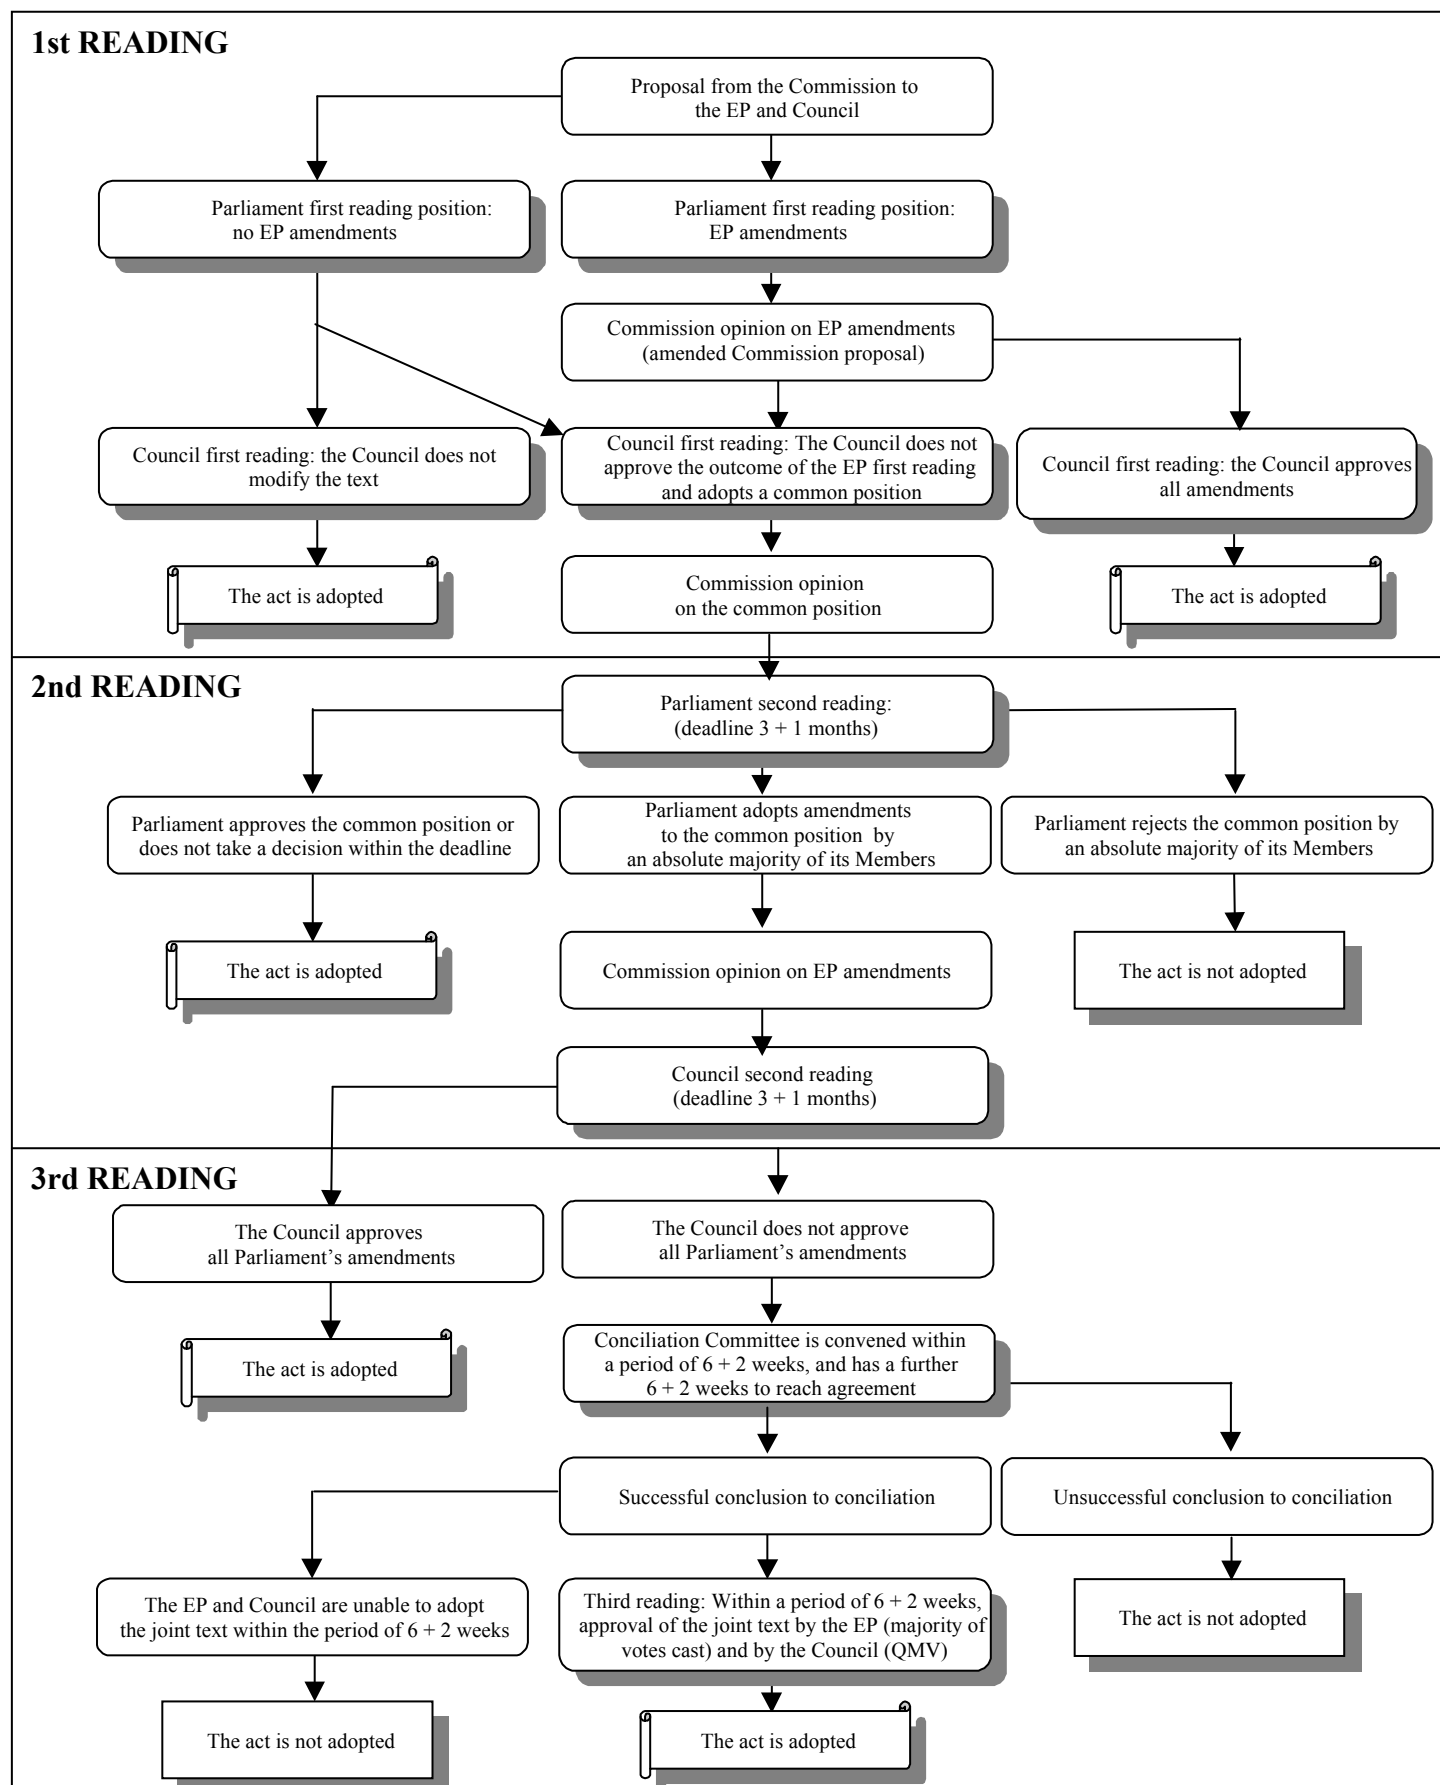 1st READING
Proposal from the Commission to
the EP and Council
Parliament first reading position:
no EP amendments
Parliament first reading position:
EP amendments
Commission opinion on EP amendments
(amended Commission proposal)
Council first reading: the Council does not
modify the text
Council first reading: The Council does not
approve the outcome of the EP first reading
and adopts a common position
Council first reading: the Council approves
all amendments
The act is adopted
Commission opinion
on the common position
The act is adopted
2nd READING
Parliament second reading:
(deadline 3 + 1 months)
Parliament approves the common position or
does not take a decision within the deadline
Parliament adopts amendments
to the common position by
an absolute majority of its Members
Parliament rejects the common position by
an absolute majority of its Members
The act is adopted
Commission opinion on EP amendments
The act is not adopted
Council second reading
(deadline 3 + 1 months)
3rd READING
The Council approves
all Parliament’s amendments
The Council does not approve
all Parliament’s amendments
The act is adopted
Conciliation Committee is convened within
a period of 6 + 2 weeks, and has a further
6 + 2 weeks to reach agreement
Successful conclusion to conciliation
Unsuccessful conclusion to conciliation
The EP and Council are unable to adopt
the joint text within the period of 6 + 2 weeks
Third reading: Within a period of 6 + 2 weeks,
approval of the joint text by the EP (majority of
votes cast) and by the Council (QMV)
The act is not adopted
The act is not adopted
The act is adopted